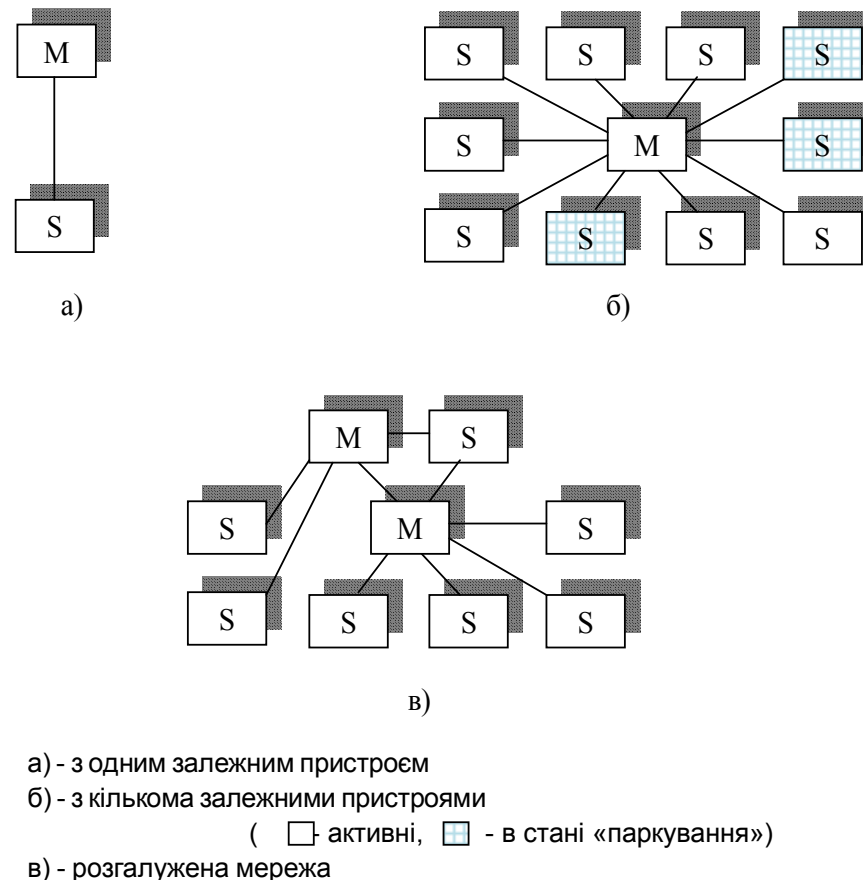 M
S
а)
S S S S
S M S
S S S S
б)
M S
S M S
S S S S
в)
а) - з одним залежним пристроєм
б) - з кількома залежними пристроями
( - активні, - в стані «паркування»)
в) - розгалужена мережа